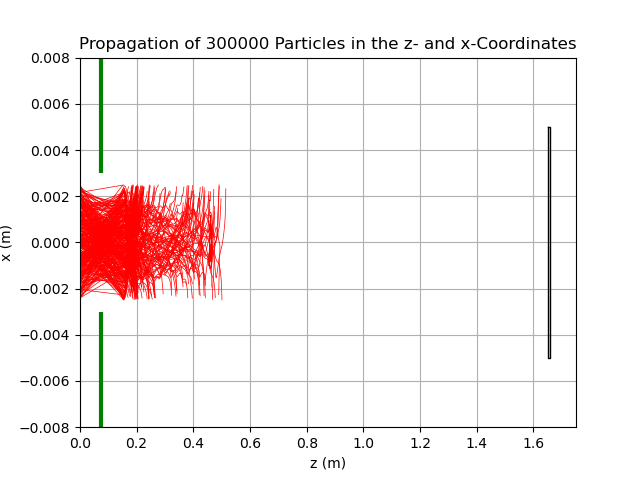 Propagation of 300000 Particles in the z- and x-Coordinates
0.008
0.006
0.004
0.002
0.000
−0.002
−0.004
−0.006
−0.008
x (m)
0.0 0.2 0.4 0.6 0.8 1.0 1.2 1.4 1.6
z (m)